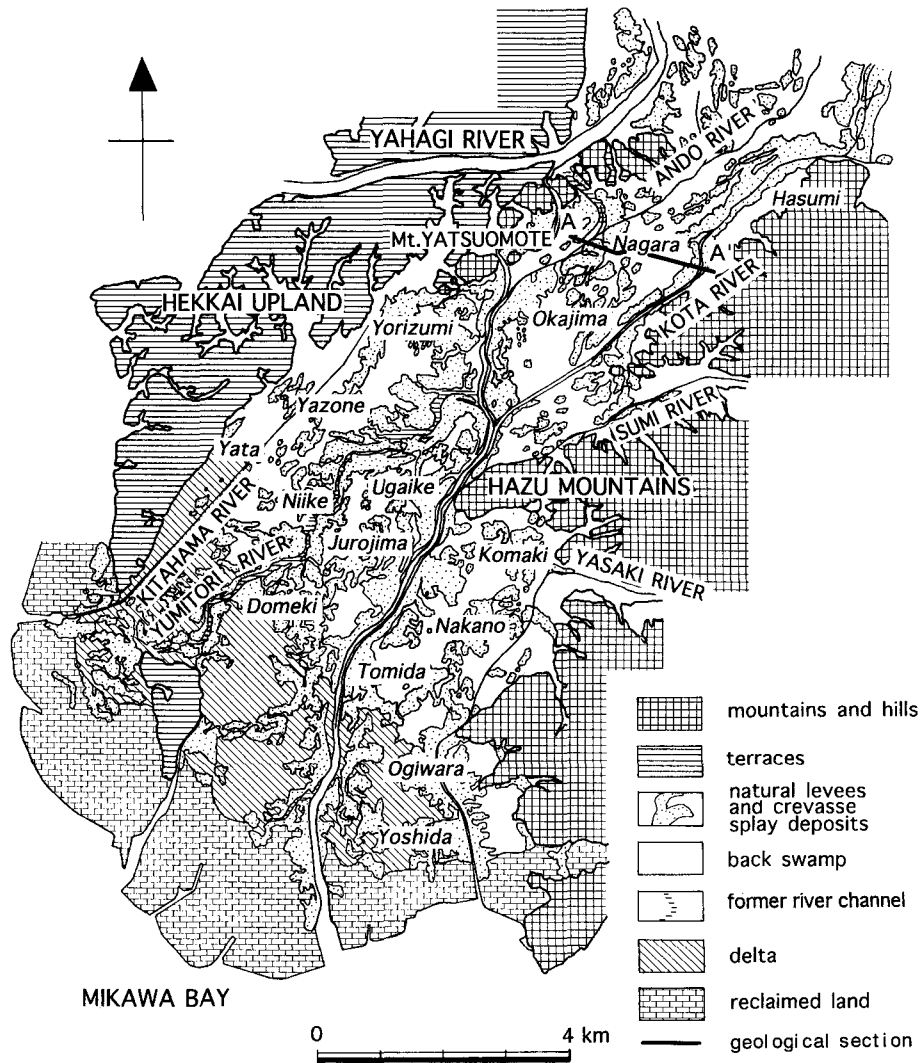 YAHAGI RIVER
ANDO RIVER
Hasumi
A
Mt.YATSUOMOTE
Nagara
A'
HEKKAI UPLAND
KOTA RIVER
Yorizumi
Okajima
ISUMI RIVER
Yazone
Yata
Niike
Ugaike
HAZU MOUNTAINS
KITAHAMA RIVER
Jurojima
Komaki
YUMITORI RIVER
YASAKI RIVER
Domeki
Nakano
Tomida
Ogiwara
Yoshida
MIKAWA BAY
0 4 km
mountains and hills
terraces
natural levees
and crevasse
splay deposits
back swamp
former river channel
delta
reclaimed land
geological section